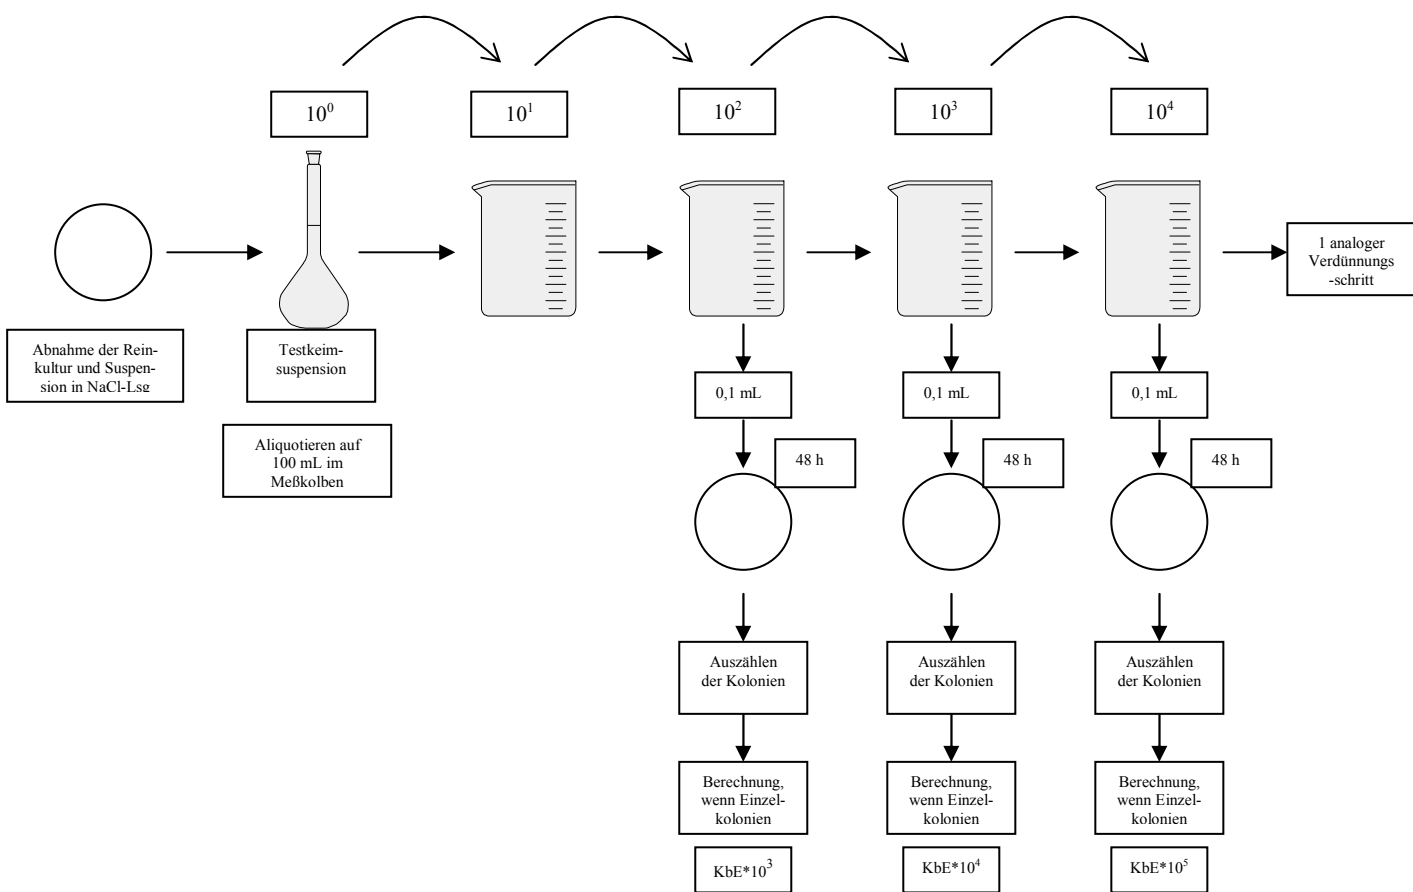 10⁰
10¹
10²
10³
10⁴
1 analoger
Verdünnungs
-schritt
Abnahme der Rein-
kultur und Suspen-
sion in NaCl-Lsg
Testkeim-
suspension
Aliquotieren auf
100 mL im
Meßkolben
0,1 mL
0,1 mL
0,1 mL
48 h
48 h
48 h
Auszählen
der Kolonien
Auszählen
der Kolonien
Auszählen
der Kolonien
Berechnung,
wenn Einzel-
kolonien
Berechnung,
wenn Einzel-
kolonien
Berechnung,
wenn Einzel-
kolonien
KbE*10³
KbE*10⁴
KbE*10⁵